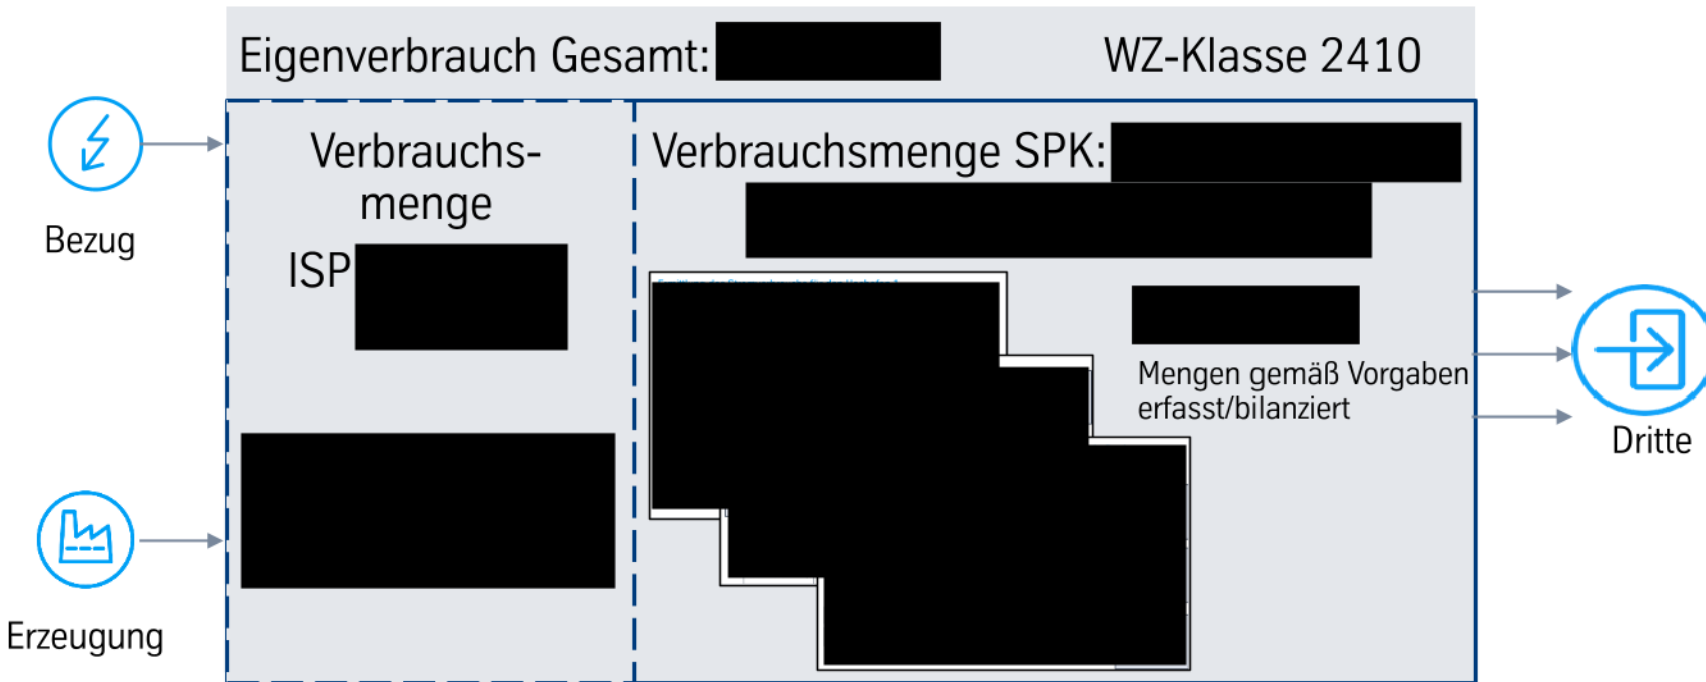 Eigenverbrauch Gesamt:
WZ-Klasse 2410
Verbrauchs-
menge
ISP
Verbrauchsmenge SPK:
Bezug
Mengen gemäß Vorgaben
erfasst/bilanziert
Dritte
Erzeugung